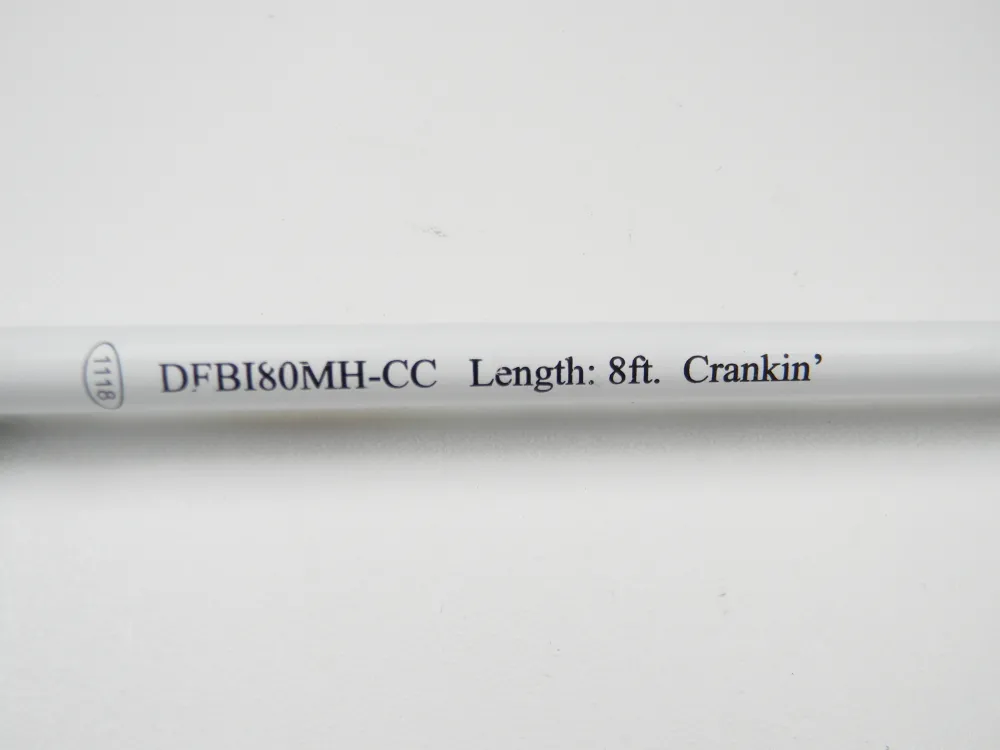 1118 DFBI80MH-CC Length: 8ft. Crankin’